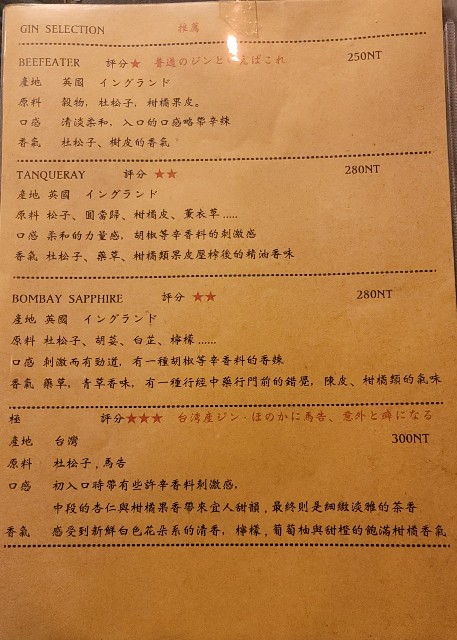 GIN SELECTION 推薦
BEEFEATER 評分★ 普通のジンといえばこれ 250NT
產地 英國 イングランド
原料 穀物, 杜松子, 柑橘果皮。
口感 清淡柔和、入口的口感略帶辛辣
香氣 杜松子、樹皮的香氣
TANQUERAY 評分 ★★ 280NT
產地 英國 イングランド
原料 松子、圓當歸、柑橘皮、薰衣草.....
口感 柔和的力量感, 胡椒等辛香料的刺激感
香氣 杜松子、藥草、柑橘類果皮壓榨後的精油香味
BOMBAY SAPPHIRE 評分 ★★ 280NT
產地 英國 イングランド
原料 杜松子、胡荽、白芷、檸檬......
口感 刺激而有勁道, 有一種胡椒等辛香料的香辣
香氣 藥草, 青草香味, 有一種行經中藥行門前的錯覺, 陳皮、柑橘類的氣味
極 評分★★★ 台湾産ジン・ほのかに馬告、意外と癖になる
產地 台灣 300NT
原料 杜松子,馬告
口感 初入口時帶有些許辛香料刺激感,
中段的杏仁與柑橘果香帶來宜人甜韻,最終則是細緻淡雅的茶香
香氣 感受到新鮮白色花朵系的清香, 檸檬,葡萄柚與甜橙的飽滿柑橘香氣